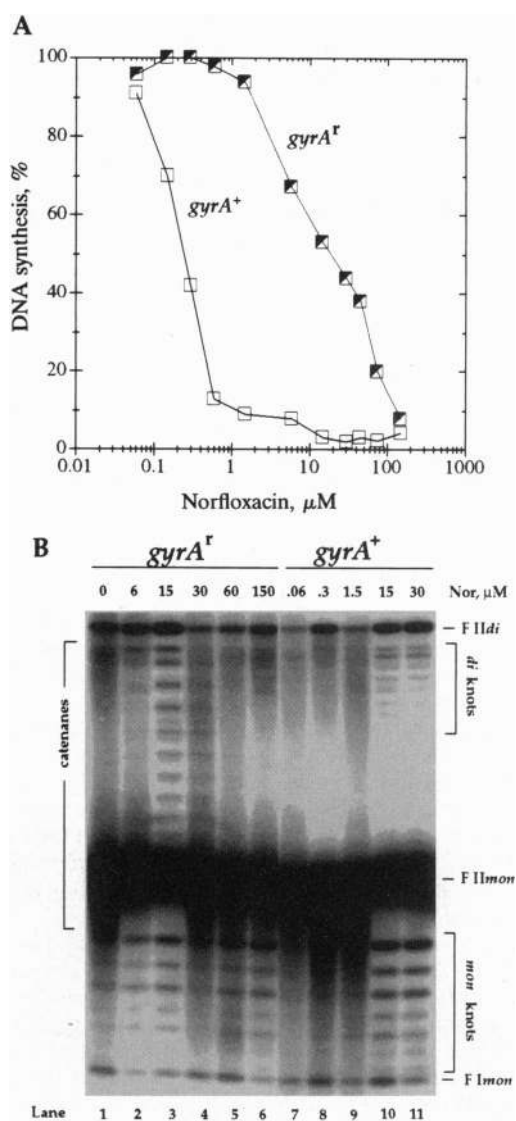 A
100
80
60
40
20
0
DNA synthesis, %
gyrA+
gyrAr
0.01 0.1 1 10 100 1000
Norfloxacin, μM
B
gyrAr gyrA+
0 6 15 30 60 150 .06 .3 1.5 15 30 Nor, μM
F IIdi
di knots
catenanes
F IImon
mon knots
F Imon
Lane 1 2 3 4 5 6 7 8 9 10 11